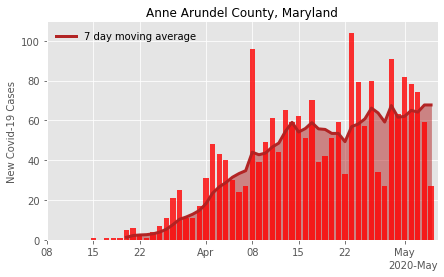 Anne Arundel County, Maryland
7 day moving average
New Covid-19 Cases
100
80
60
40
20
0
08 15 22 Apr 08 15 22 May
2020-May